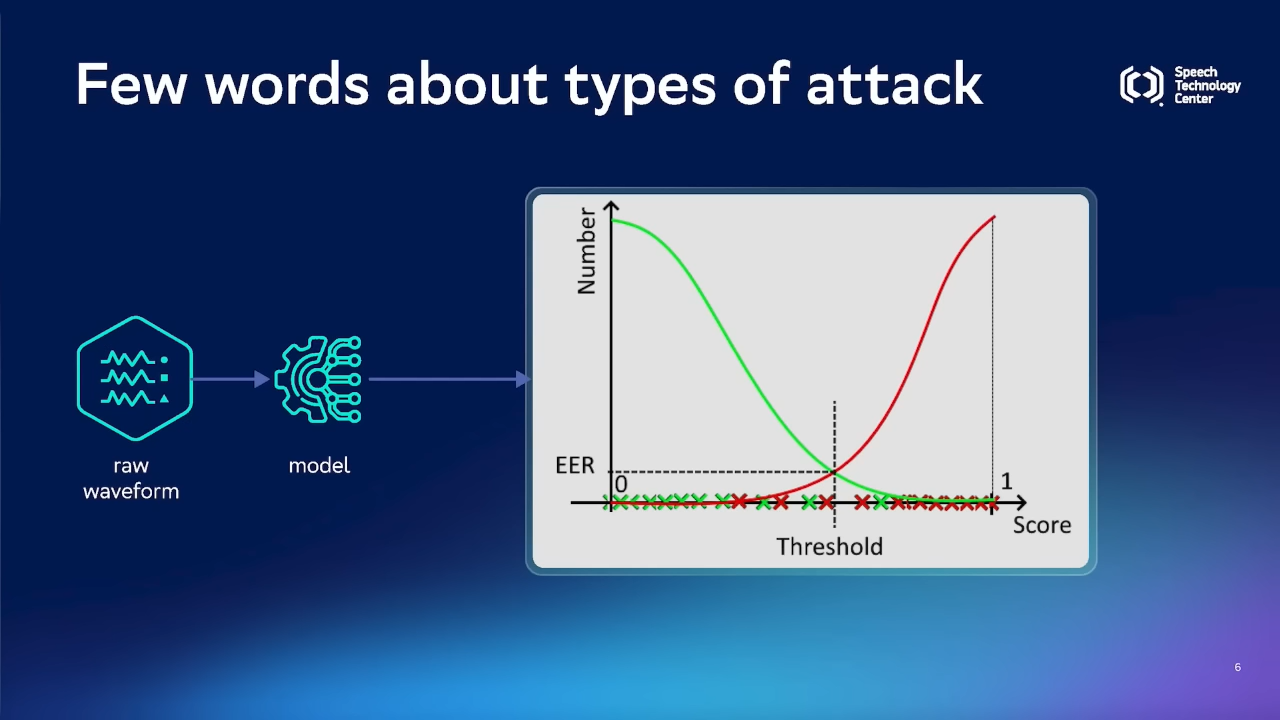 Few words about types of attack
Speech
Technology
Center
raw
waveform
model
Number
EER
0
1
Score
Threshold
6